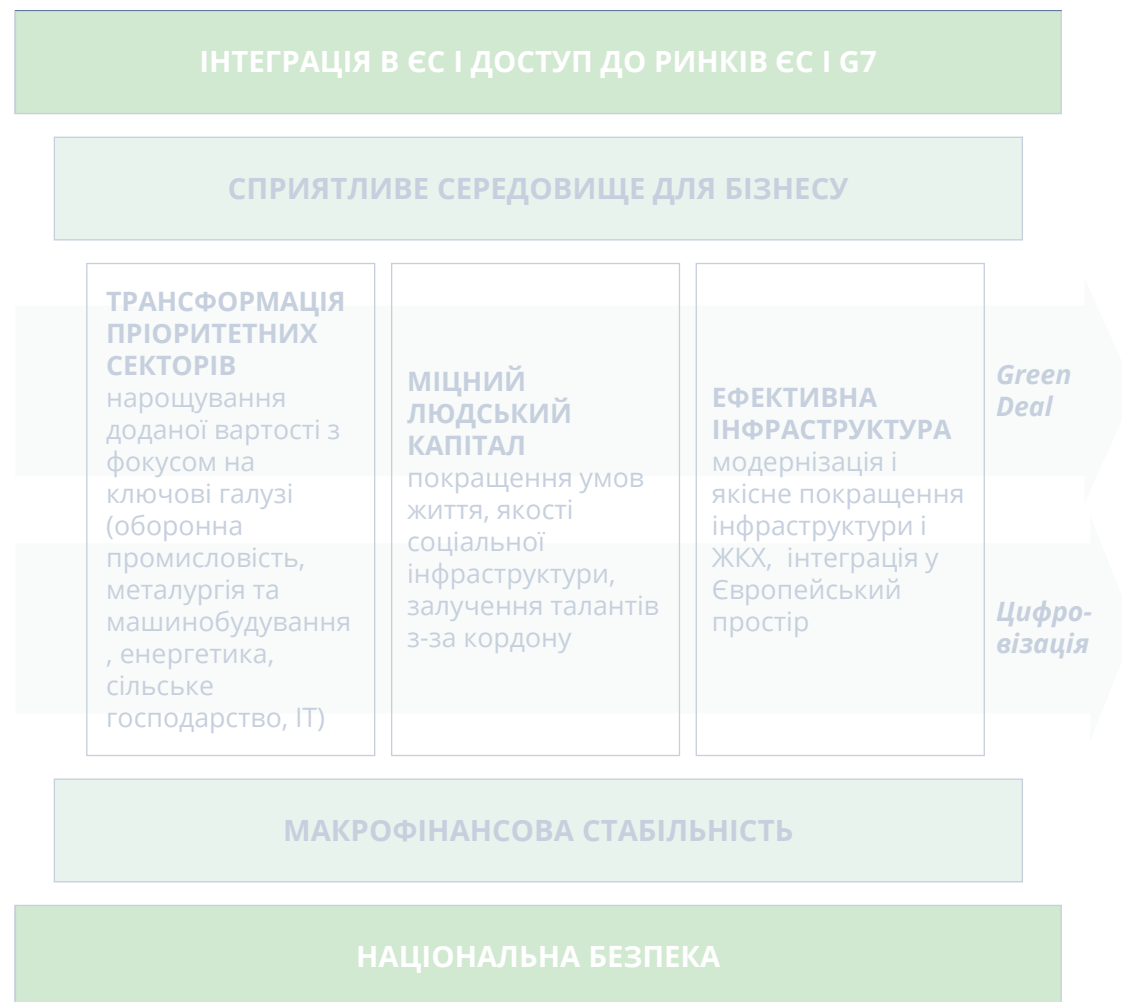 ІНТЕГРАЦІЯ В ЄС І ДОСТУП ДО РИНКІВ ЄС І G7
СПРИЯТЛИВЕ СЕРЕДОВИЩЕ ДЛЯ БІЗНЕСУ
ТРАНСФОРМАЦІЯ
ПРІОРИТЕТНИХ
СЕКТОРІВ
нарощування
доданої вартості з
фокусом на
ключові галузі
(оборонна
промисловість,
металургія та
машинобудування
, енергетика,
сільське
господарство, ІТ)
МІЦНИЙ
ЛЮДСЬКИЙ
КАПІТАЛ
покращення умов
життя, якості
соціальної
інфраструктури,
залучення талантів
з-за кордону
ЕФЕКТИВНА
ІНФРАСТРУКТУРА
модернізація і
якісне покращення
інфраструктури і
ЖКХ,  інтеграція у
Європейський
простір
Green
Deal
Цифро-
візація
МАКРОФІНАНСОВА СТАБІЛЬНІСТЬ
НАЦІОНАЛЬНА БЕЗПЕКА